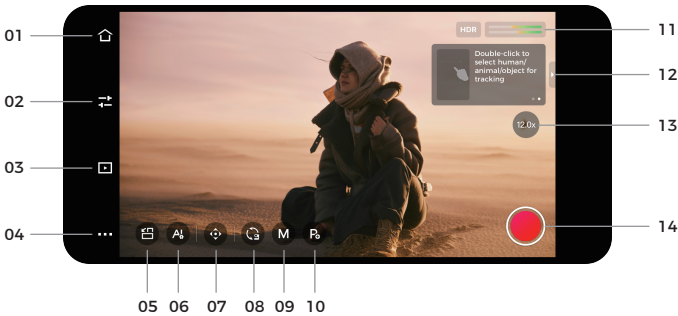 01
02
03
04
HDR
Double-click to
select human/
animal/object for
tracking
12.0x
11
12
13
14
M
05
06
07
08
09
10